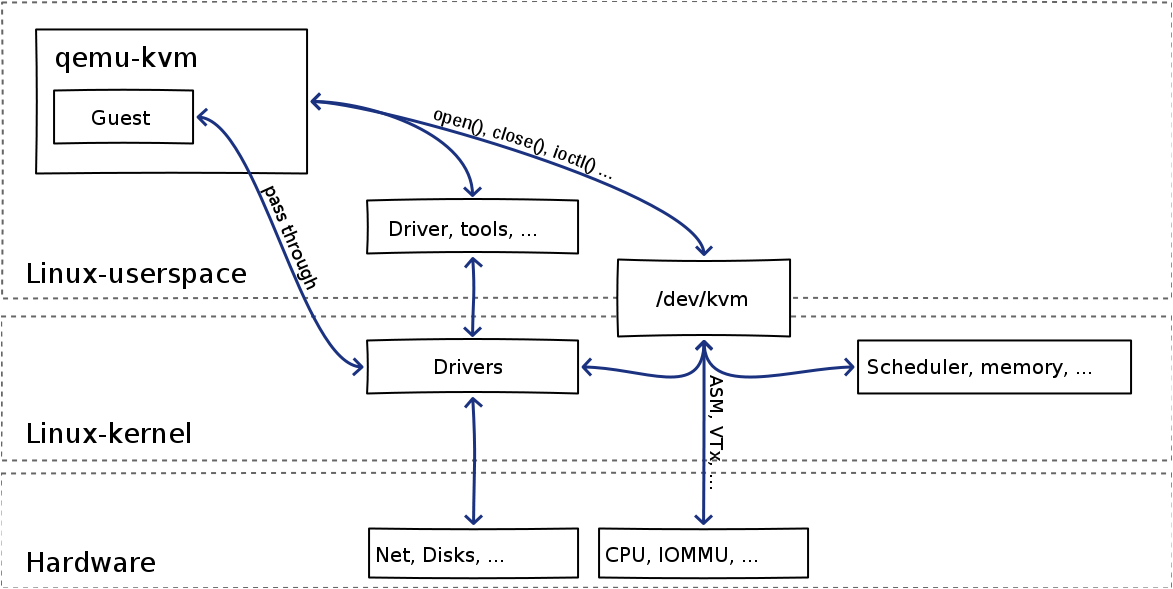 qemu-kvm
Guest
open(), close(), ioctl() ...
pass through
Driver, tools, ...
Linux-userspace
/dev/kvm
Drivers
Scheduler, memory, ...
ASM, VTx, ...
Linux-kernel
Net, Disks, ...
CPU, IOMMU, ...
Hardware